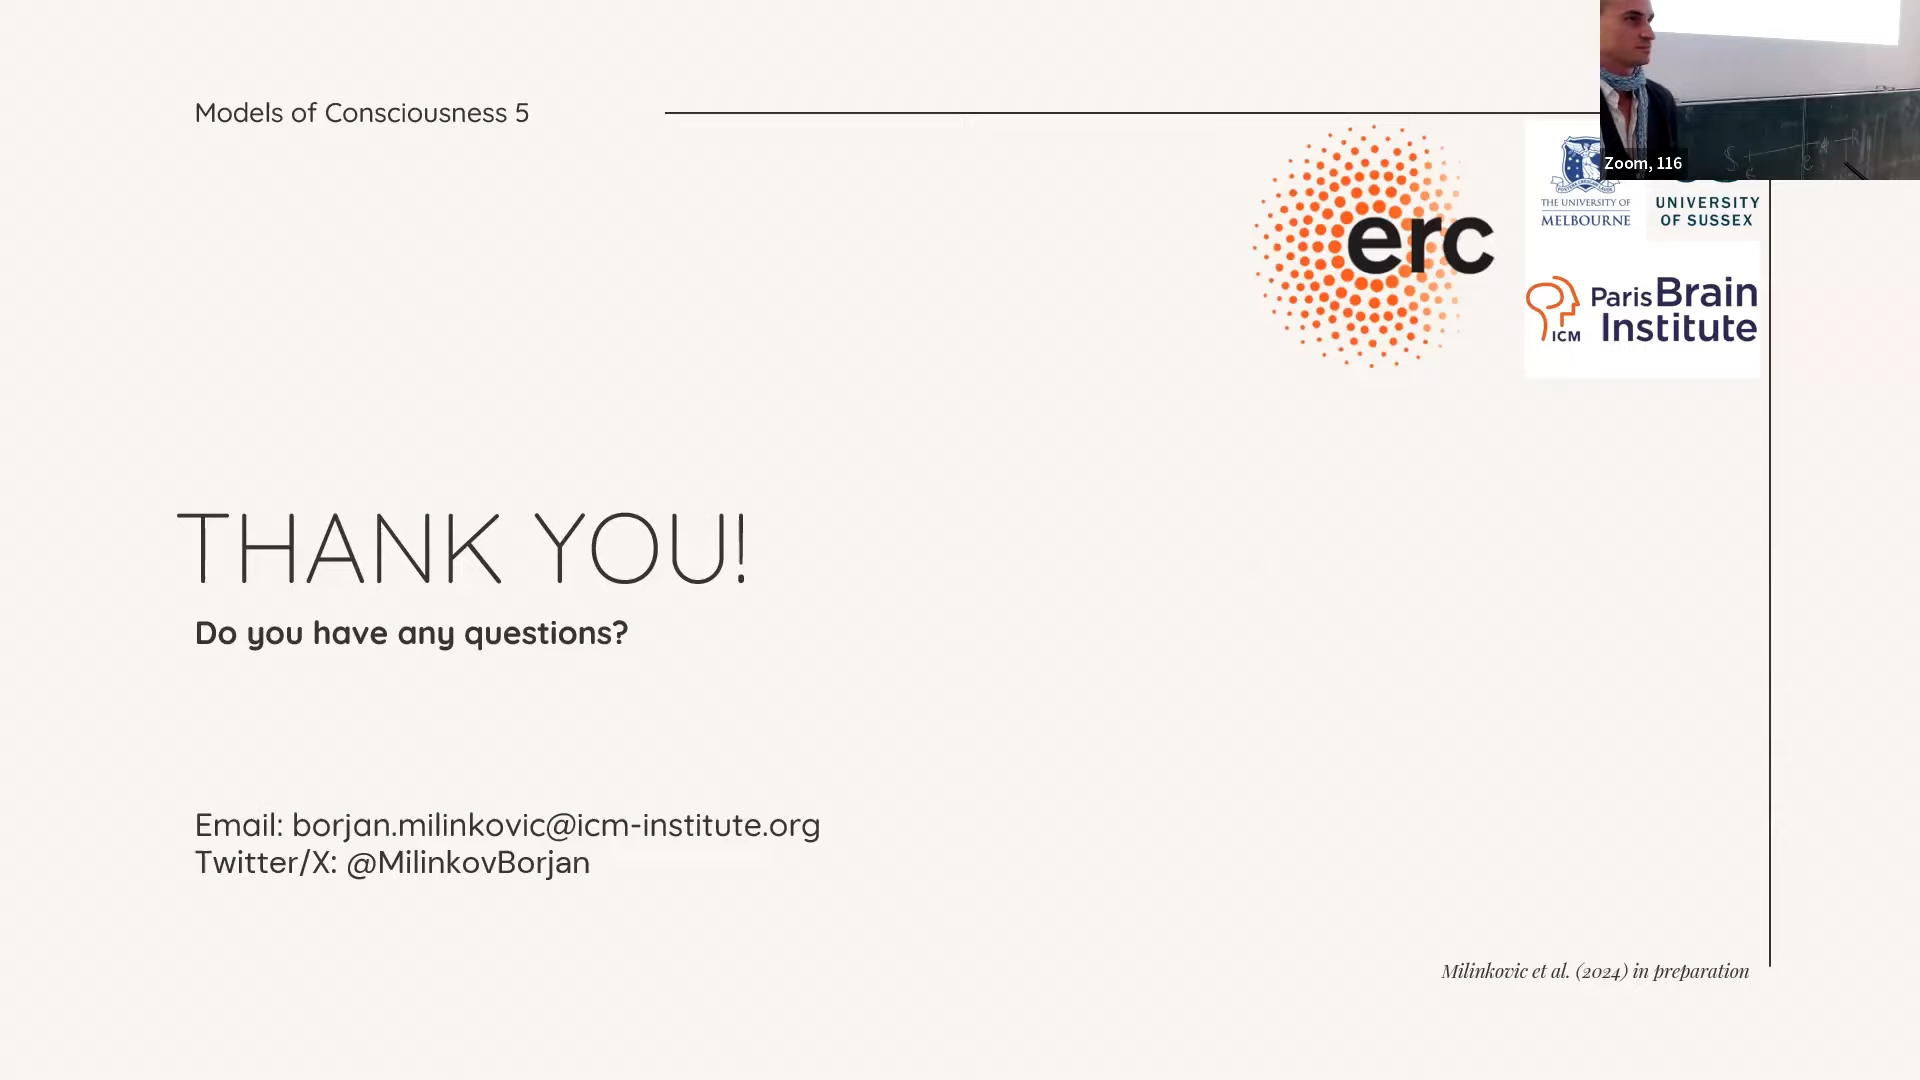 Models of Consciousness 5
Zoom, 116
erc
THE UNIVERSITY OF
MELBOURNE
UNIVERSITY
OF SUSSEX
ICM
Paris Brain
Institute
THANK YOU!
Do you have any questions?
Email: borjan.milinkovic@icm-institute.org
Twitter/X: @MilinkovBorjan
Milinkovic et al. (2024) in preparation